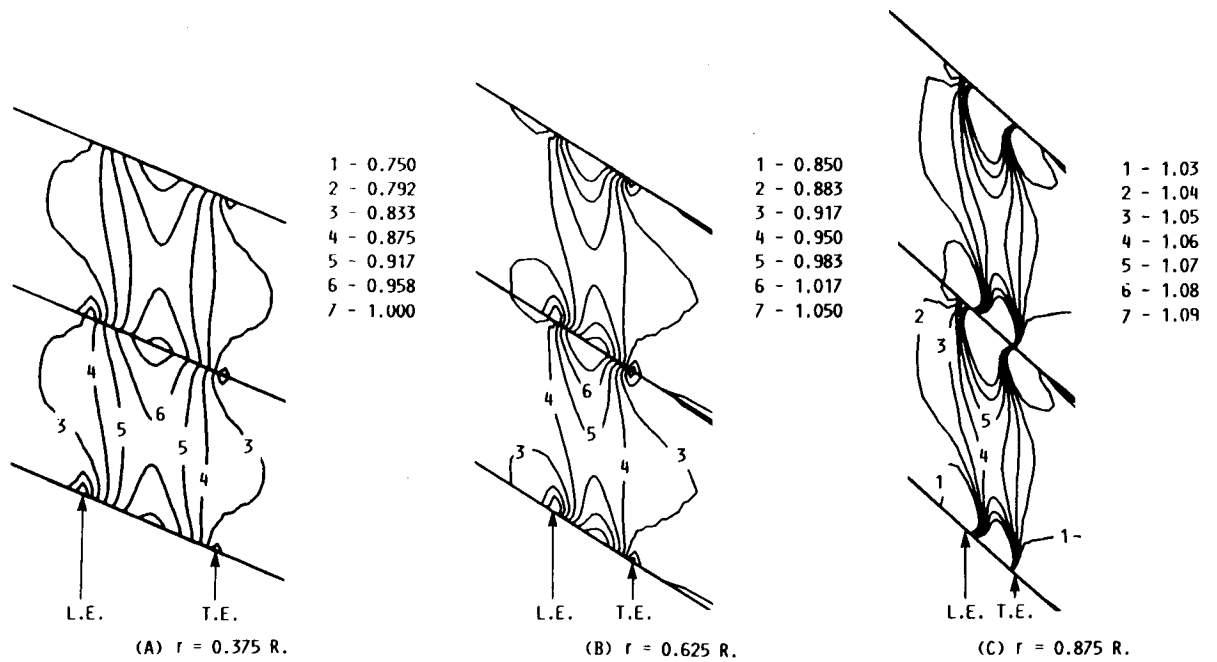 1 - 0.750
2 - 0.792
3 - 0.833
4 - 0.875
5 - 0.917
6 - 0.958
7 - 1.000
4
3
5
6
5
4
3
L.E.
T.E.
(A) r = 0.375 R.
1 - 0.850
2 - 0.883
3 - 0.917
4 - 0.950
5 - 0.983
6 - 1.017
7 - 1.050
6
4
5
3
4
3
L.E.
T.E.
(B) r = 0.625 R.
1 - 1.03
2 - 1.04
3 - 1.05
4 - 1.06
5 - 1.07
6 - 1.08
7 - 1.09
2
3
5
4
1
1-
L.E.
T.E.
(C) r = 0.875 R.